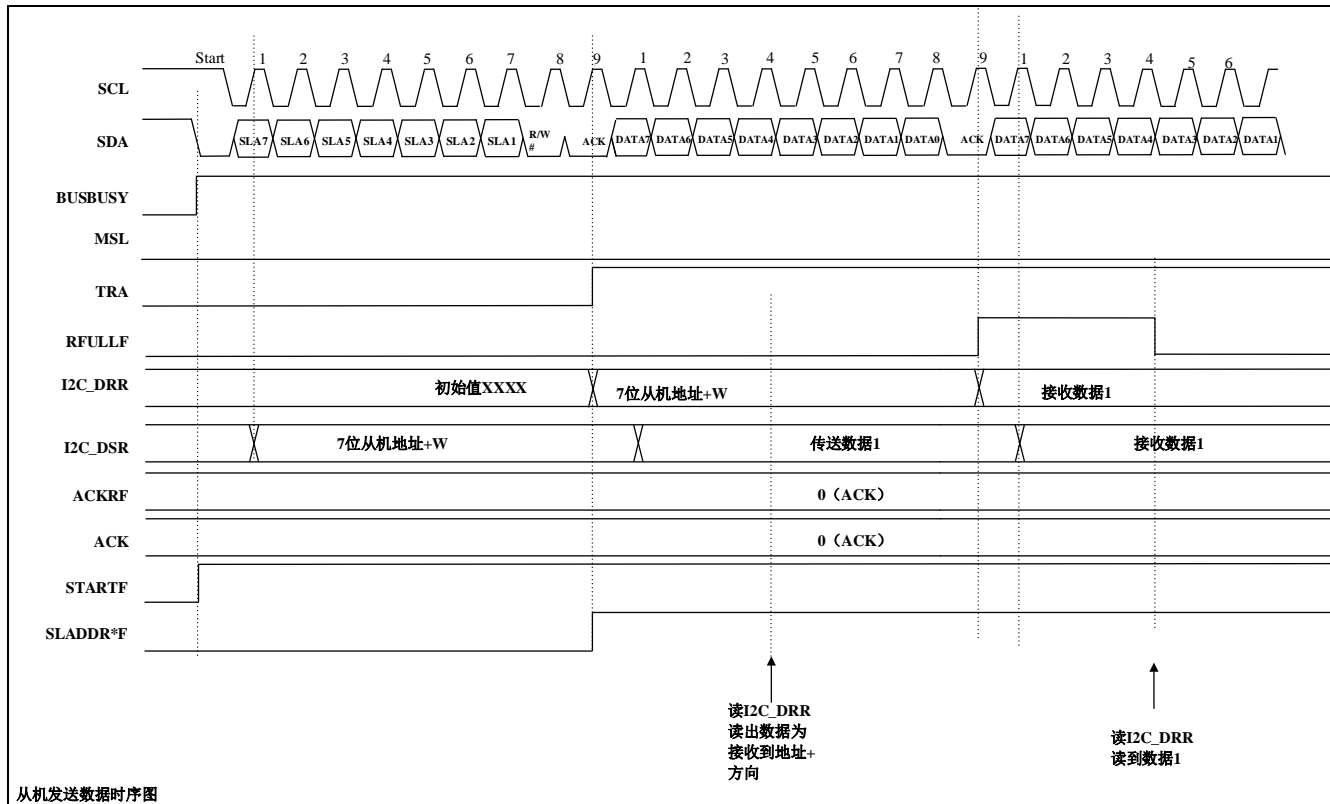 Start 1 2 3 4 5 6 7 8 9 1 2 3 4 5 6 7 8 9 1 2 3 4 5 6
SCL
SDA SLA7 SLA6 SLA5 SLA4 SLA3 SLA2 SLA1 R/W ACK DATA7 DATA6 DATA5 DATA4 DATA3 DATA2 DATA1 DATA0 ACK DATA7 DATA6 DATA5 DATA4 DATA3 DATA2 DATA1
#
BUSBUSY
MSL
TRA
RFULLF
I2C_DRR 初始值XXXX 7位从机地址+W 接收数据1
I2C_DSR 7位从机地址+W 传送数据1 接收数据1
ACKRF 0（ACK）
ACK 0（ACK）
STARTF
SLADDR*F
读I2C_DRR
读出数据为
接收到地址+
方向
读I2C_DRR
读到数据1
从机发送数据时序图